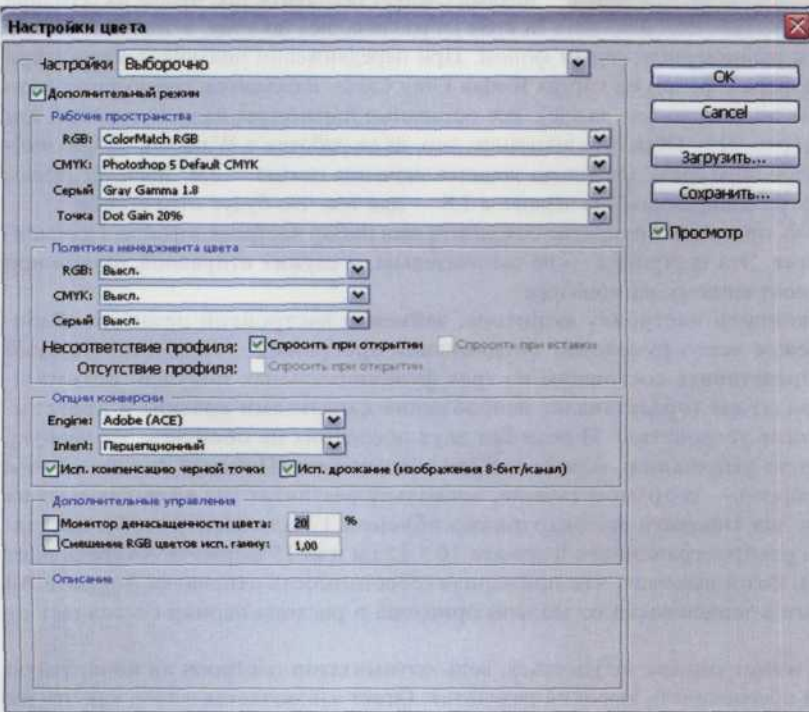 Настройки цвета
Настройки Выборочно
Дополнительный режим
Рабочие пространства
RGB: ColorMatch RGB
CMYK: Photoshop 5 Default CMYK
Серый Gray Gamma 1.8
Точка Dot Gain 20%
Политика менеджмента цвета
RGB: Выкл.
CMYK: Выкл.
Серый Выкл.
Несоответствие профиля: Спросить при открытии Спросить при вставки
Отсутствие профиля: Спросить при открытии
Опции конверсии
Engine: Adobe (ACE)
Intent: Перцепционный
Исп. компенсацию черной точки Исп. дрожание (изображения 8-бит/канал)
Дополнительные управления
Монитор денасыщенности цвета: 20 %
Смешение RGB цветов исп. гамму: 1,00
Описание
OK
Cancel
Загрузить...
Сохранить...
Просмотр